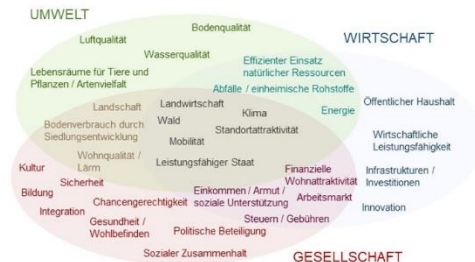 UMWELT
Bodenqualität
Luftqualität
WIRTSCHAFT
Wasserqualität
Effizienter Einsatz
natürlicher Ressourcen
Lebensräume für Tiere und
Pflanzen / Artenvielfalt
Abfälle / einheimische Rohstoffe
Öffentlicher Haushalt
Landschaft
Landwirtschaft
Klima
Energie
Bodenverbrauch durch
Siedlungsentwicklung
Wald
Standortattraktivität
Mobilität
Wirtschaftliche
Leistungsfähigkeit
Wohnqualität /
Lärm
Leistungsfähiger Staat
Kultur
Finanzielle
Wohnattraktivität
Infrastrukturen /
Investitionen
Sicherheit
Bildung
Einkommen / Armut /
soziale Unterstützung
Arbeitsmarkt
Chancengerechtigkeit
Integration
Innovation
Steuern / Gebühren
Gesundheit /
Wohlbefinden
Politische Beteiligung
Sozialer Zusammenhalt
GESELLSCHAFT